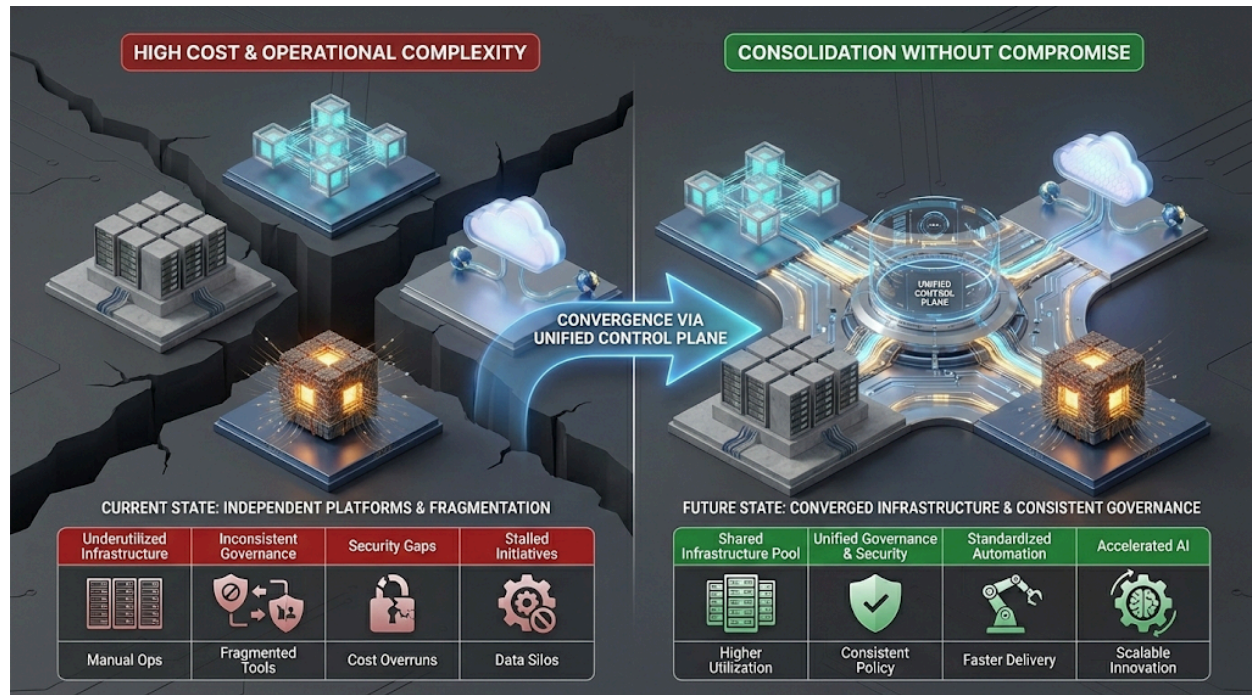 HIGH COST & OPERATIONAL COMPLEXITY
CONSOLIDATION WITHOUT COMPROMISE
CONVERGENCE VIA
UNIFIED CONTROL PLANE
UNIFIED
CONTROL
PLANE
CURRENT STATE: INDEPENDENT PLATFORMS & FRAGMENTATION
Underutilized
Infrastructure
Inconsistent
Governance
Security Gaps
Stalled
Initiatives
Manual Ops
Fragmented
Tools
Cost Overruns
Data Silos
FUTURE STATE: CONVERGED INFRASTRUCTURE & CONSISTENT GOVERNANCE
Shared
Infrastructure Pool
Unified Governance
& Security
Standardized
Automation
Accelerated AI
Higher
Utilization
Consistent
Policy
Faster Delivery
Scalable
Innovation